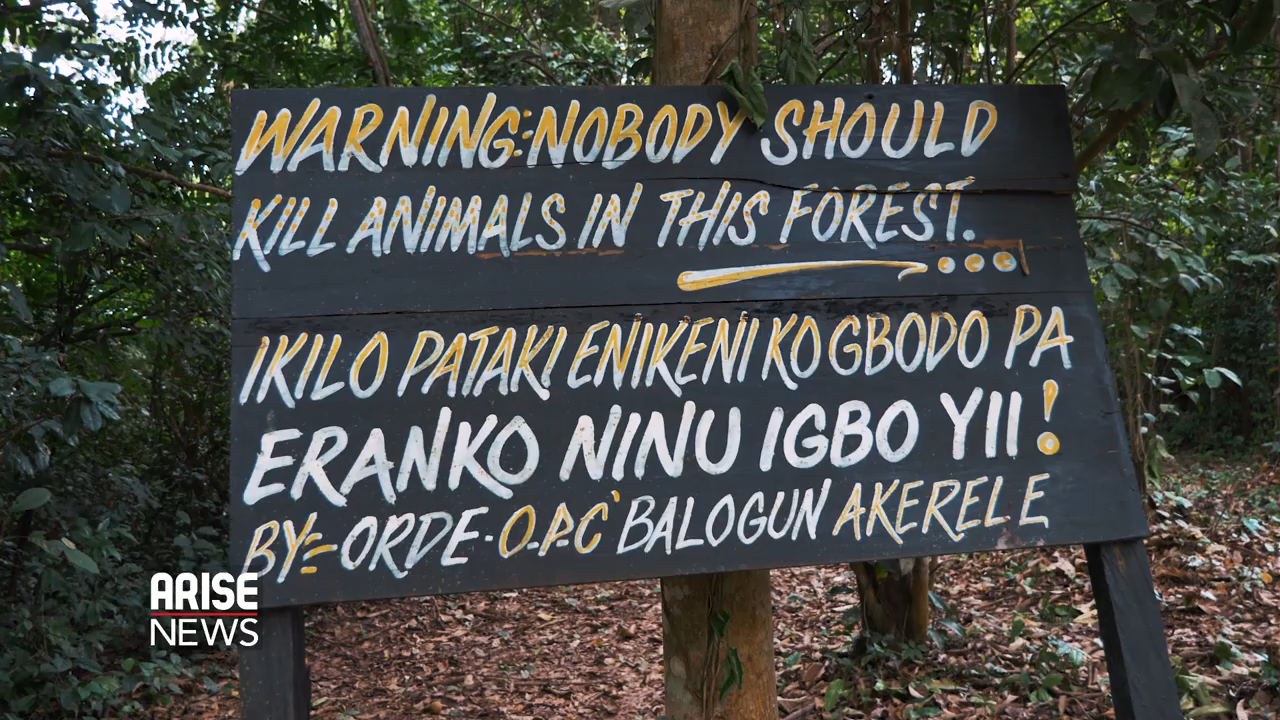 WARNING: NOBODY SHOULD
KILL ANIMALS IN THIS FOREST.
IKILO PATAKI ENIKENI KO GBODO PA
ERANKO NINU IGBO YII!
BY:- ORDE-O.P.C' BALOGUN AKERELE
ARISE
NEWS